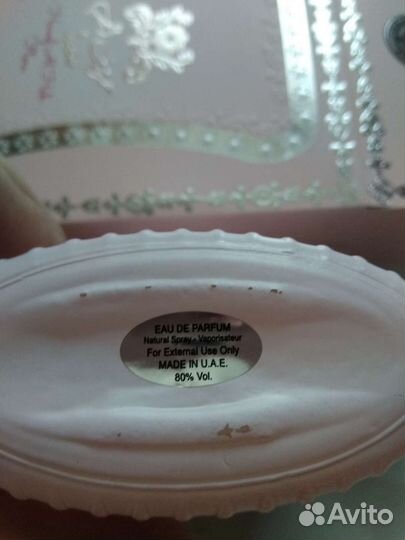 EAU DE PARFUM
Natural Spray - Vaporisateur
For External Use Only
MADE IN U.A.E.
80% Vol.
Avito